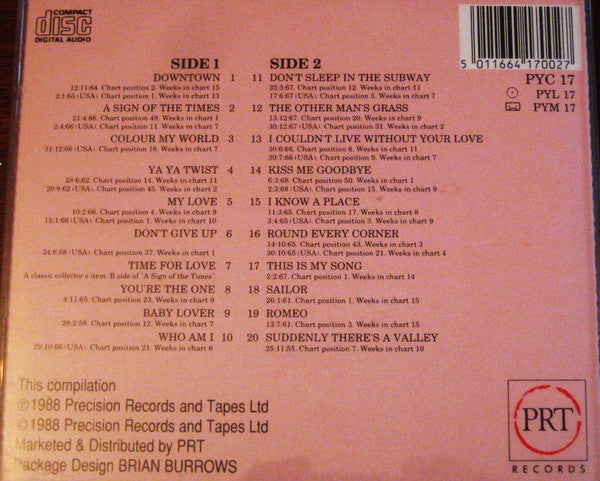 COMPACT
disc
DIGITAL AUDIO
5 011664 170027
PYC 17
PYL 17
PYM 17
SIDE 1
DOWNTOWN 1
12:11:64. Chart position 2. Weeks in chart 15
2:1:65 (USA). Chart position 1. Weeks in chart 13
A SIGN OF THE TIMES 2
21:4:66. Chart position 49. Weeks in chart 1
2:4:66 (USA). Chart position 11. Weeks in chart 7
COLOUR MY WORLD 3
31:12:66 (USA). Chart position 16. Weeks in chart 7
YA YA TWIST 4
28:6:62. Chart position 14. Weeks in chart 11
20:9:62 (USA). Chart position 45. Weeks in chart 2
MY LOVE 5
10:2:66. Chart position 4. Weeks in chart 9
15:1:66 (USA). Chart position 1. Weeks in chart 10
DON'T GIVE UP 6
24:8:68 (USA). Chart position 37. Weeks in chart 1
TIME FOR LOVE 7
A classic collector's item. B side of "A Sign of the Times"
YOU'RE THE ONE 8
4:11:65. Chart position 23. Weeks in chart 9
BABY LOVER 9
28:2:58. Chart position 12. Weeks in chart 7
WHO AM I 10
29:10:66 (USA). Chart position 21. Weeks in chart 6
SIDE 2
11 DON'T SLEEP IN THE SUBWAY
25:5:67. Chart position 12. Weeks in chart 11
17:6:67 (USA). Chart position 5. Weeks in chart 7
12 THE OTHER MAN'S GRASS
13:12:67. Chart position 20. Weeks in chart 9
30:12:67 (USA). Chart position 31. Weeks in chart 2
13 I COULDN'T LIVE WITHOUT YOUR LOVE
30:6:66. Chart position 6. Weeks in chart 11
30:7:66 (USA). Chart position 9. Weeks in chart 7
14 KISS ME GOODBYE
6:3:68. Chart position 50. Weeks in chart 1
2:3:68 (USA). Chart position 15. Weeks in chart 9
15 I KNOW A PLACE
11:3:65. Chart position 17. Weeks in chart 8
3:4:65 (USA). Chart position 3. Weeks in chart 9
16 ROUND EVERY CORNER
14:10:65. Chart position 43. Weeks in chart 3
30:10:65 (USA). Chart position 21. Weeks in chart 4
17 THIS IS MY SONG
2:2:67. Chart position 1. Weeks in chart 14
18 SAILOR
26:1:61. Chart position 1. Weeks in chart 15
19 ROMEO
13:7:61. Chart position 3. Weeks in chart 15
20 SUDDENLY THERE'S A VALLEY
25:11:55. Chart position 7. Weeks in chart 10
This compilation
℗1988 Precision Records and Tapes Ltd
©1988 Precision Records and Tapes Ltd
Marketed & Distributed by PRT
Package Design BRIAN BURROWS
PRT
RECORDS